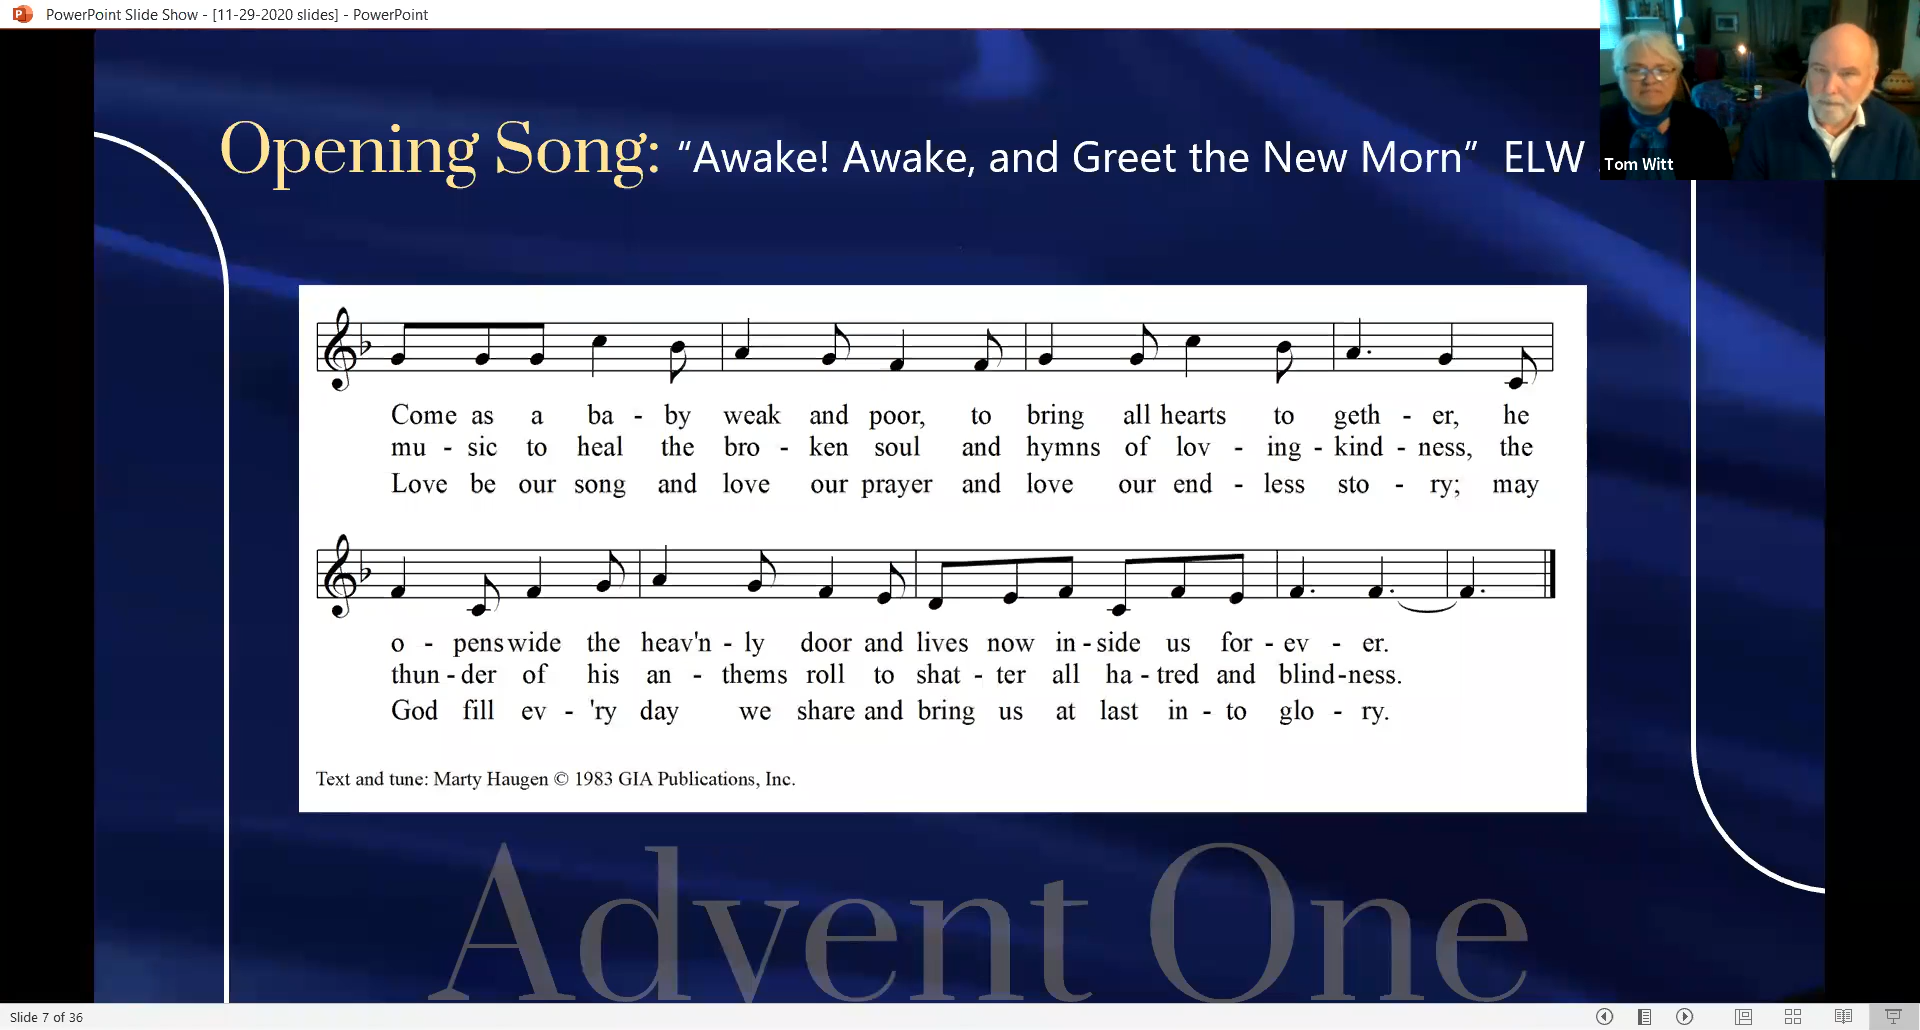 PowerPoint Slide Show - [11-29-2020 slides] - PowerPoint
Opening Song: “Awake! Awake, and Greet the New Morn” ELW
Tom Witt
Come as a ba - by weak and poor, to bring all hearts to geth - er, he
mu - sic to heal the bro - ken soul and hymns of lov - ing - kind - ness, the
Love be our song and love our prayer and love our end - less sto - ry; may
o - pens wide the heav'n - ly door and lives now in - side us for - ev - er.
thun - der of his an - thems roll to shat - ter all ha - tred and blind - ness.
God fill ev - 'ry day we share and bring us at last in - to glo - ry.
Text and tune: Marty Haugen © 1983 GIA Publications, Inc.
Advent One
Slide 7 of 36